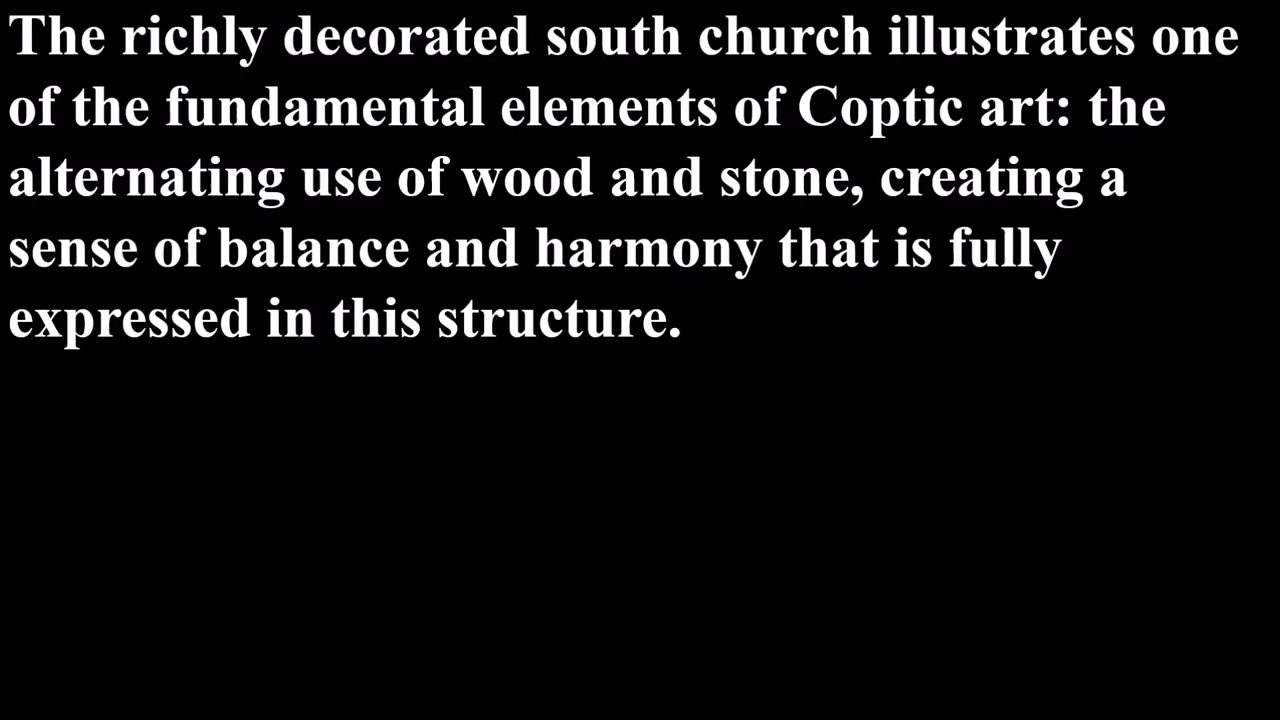 The richly decorated south church illustrates one
of the fundamental elements of Coptic art: the
alternating use of wood and stone, creating a
sense of balance and harmony that is fully
expressed in this structure.